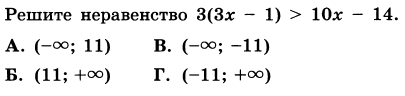 Решите неравенство 3(3x − 1) > 10x − 14.
А. (−∞; 11) В. (−∞; −11)
Б. (11; +∞) Г. (−11; +∞)